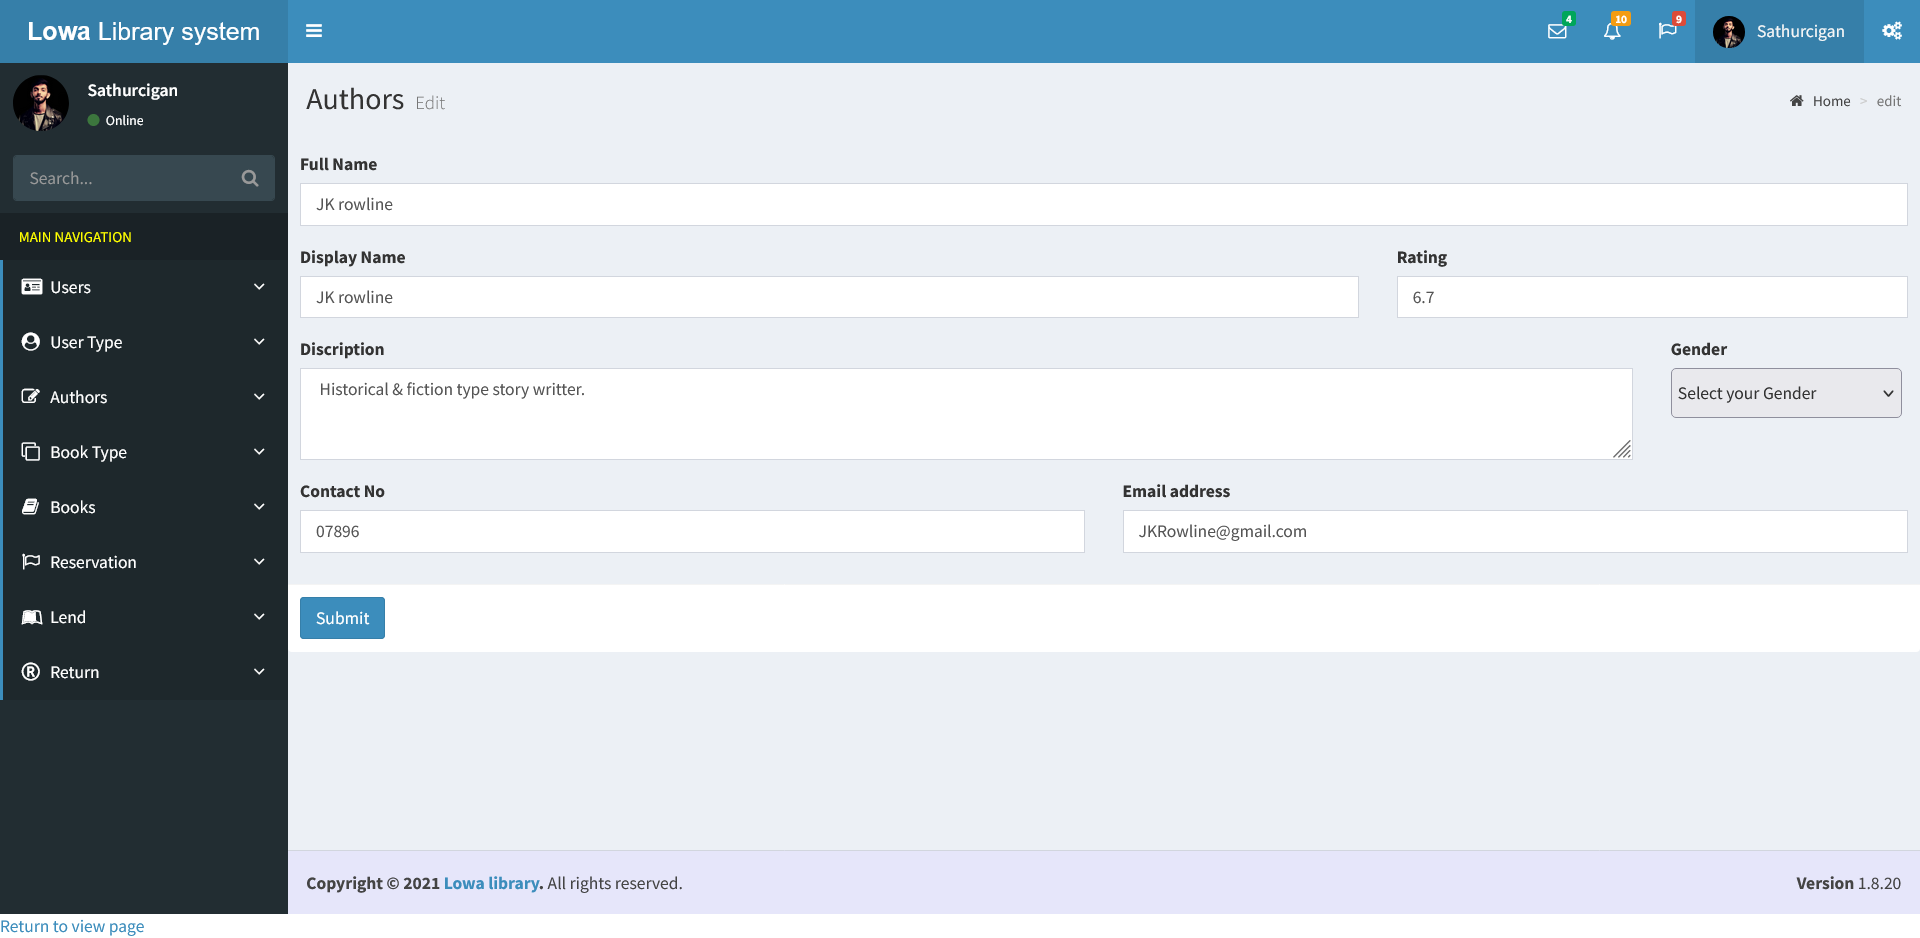 Lowa Library system
4
10
9
Sathurcigan
Sathurcigan
Online
Search...
MAIN NAVIGATION
Users
User Type
Authors
Book Type
Books
Reservation
Lend
Return
Authors Edit
Home > edit
Full Name
JK rowline
Display Name
Rating
JK rowline
6.7
Discription
Gender
Historical & fiction type story writter.
Select your Gender
Contact No
Email address
07896
JKRowline@gmail.com
Submit
Copyright © 2021 Lowa library. All rights reserved.
Version 1.8.20
Return to view page